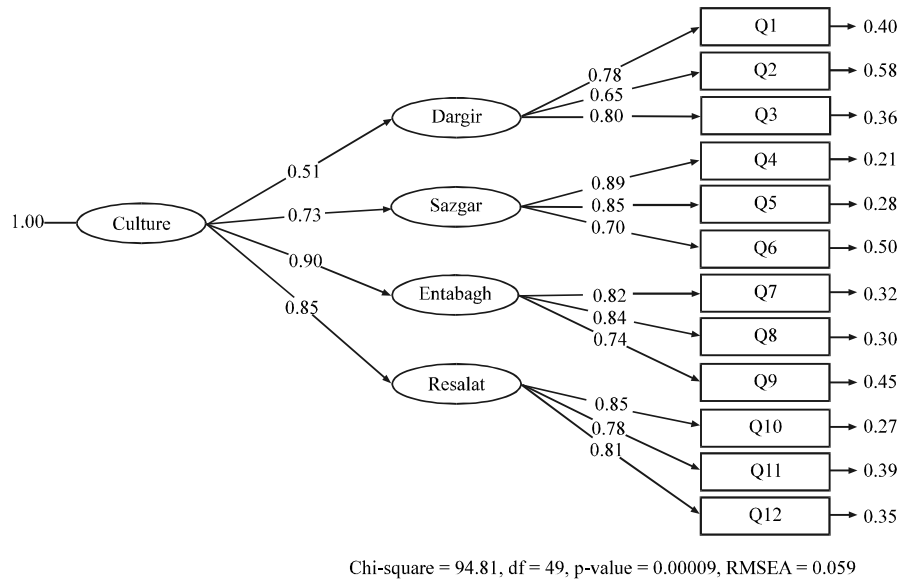 Q1
0.40
0.78
Q2
0.58
0.65
Dargir
0.80
Q3
0.36
0.51
Q4
0.21
0.89
Sazgar
0.85
Q5
0.28
0.73
0.70
1.00
Culture
Q6
0.50
0.90
Entabagh
0.82
Q7
0.32
0.85
0.84
Q8
0.30
0.74
Q9
0.45
Resalat
0.85
Q10
0.27
0.78
0.81
Q11
0.39
Q12
0.35
Chi-square = 94.81, df = 49, p-value = 0.00009, RMSEA = 0.059